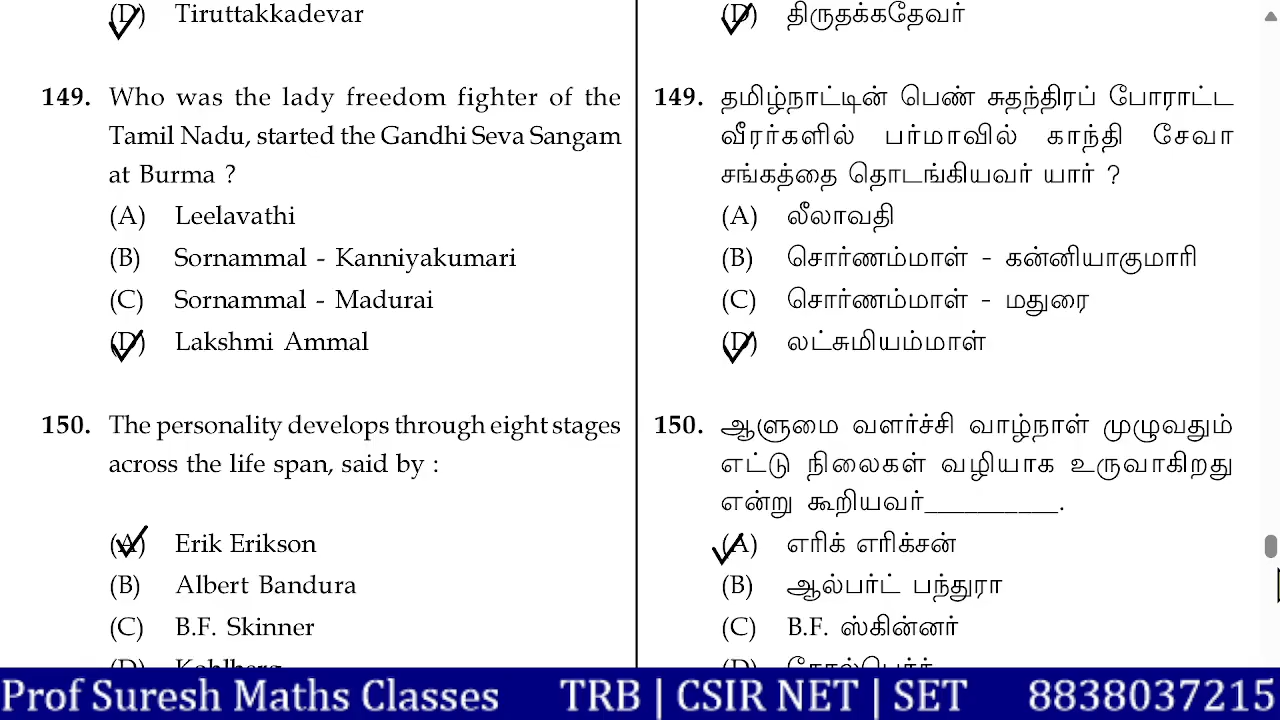 (D) Tiruttakkadevar
149. Who was the lady freedom fighter of the
Tamil Nadu, started the Gandhi Seva Sangam
at Burma ?
(A) Leelavathi
(B) Sornammal - Kanniyakumari
(C) Sornammal - Madurai
(D) Lakshmi Ammal
150. The personality develops through eight stages
across the life span, said by :
(A) Erik Erikson
(B) Albert Bandura
(C) B.F. Skinner
(D) Kohlberg
(D) திருதக்கதேவர்
149. தமிழ்நாட்டின் பெண் சுதந்திரப் போராட்ட
வீரர்களில் பர்மாவில் காந்தி சேவா
சங்கத்தை தொடங்கியவர் யார் ?
(A) லீலாவதி
(B) சொர்ணம்மாள் - கன்னியாகுமாரி
(C) சொர்ணம்மாள் - மதுரை
(D) லட்சுமியம்மாள்
150. ஆளுமை வளர்ச்சி வாழ்நாள் முழுவதும்
எட்டு நிலைகள் வழியாக உருவாகிறது
என்று கூறியவர்__________.
(A) எரிக் எரிக்சன்
(B) ஆல்பர்ட் பந்துரா
(C) B.F. ஸ்கின்னர்
(D) கோல்பெர்க்
Prof Suresh Maths Classes TRB | CSIR NET | SET 8838037215